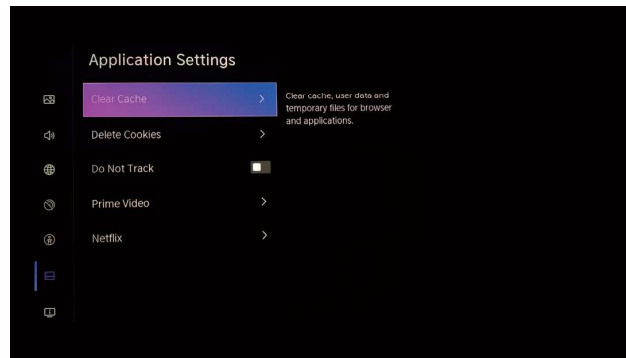 Application Settings
Clear Cache
Clear cache, user data and
temporary files for browser
and applications.
Delete Cookies
Do Not Track
Prime Video
Netflix